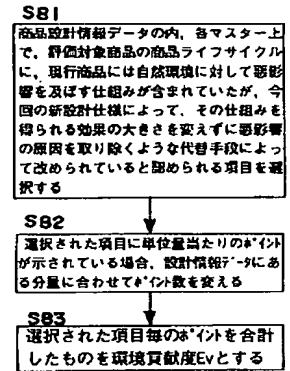 S81
商品設計情報データの内，各マスター上
で，評価対象商品の商品ライフサイクル
に，現行商品には自然環境に対して悪影
響を及ぼす仕組みが含まれていたが、今
回の新設計仕様によって、その仕組みを
得られる効果の大きさを変えずに悪影響
の原因を取り除くような代替手段によっ
て改められていると認められる項目を選
択する
S82
選択された項目に単位量当たりのポイント
が示されている場合、設計情報データにあ
る分量に合わせてポイント数を変える
S83
選択された項目毎のポイントを合計
したものを環境貢献度Evとする